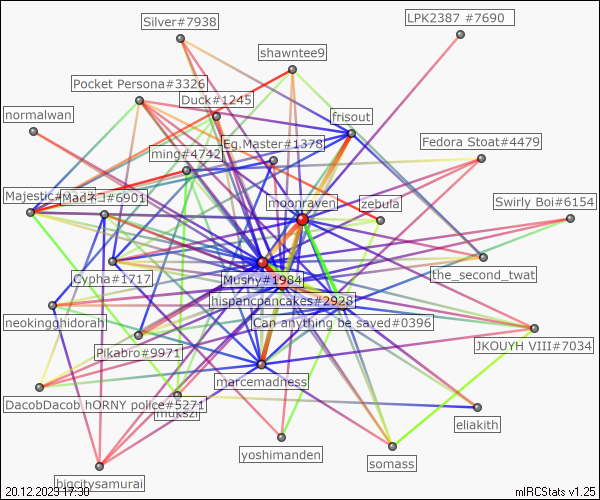 Silver#7938
LPK2387 #7690
shawntee9
Pocket Persona#3326
Duck#1245
normalwan
frisout
Eg.Master#1378
Fedora Stoat#4479
ming#4742
Majestic
Mad
#6901
moonraven
zebula
Swirly Boi#6154
Cypha#1717
Mushy#1984
the_second_twat
hispancpancakes#2928
neokingghidorah
Can anything be saved#0396
Pikabro#9971
JKOUYH VIII#7034
marcemadness
DacobDacob hORNY police#5271
mukszi
eliakith
yoshimanden
somass
bigcitysamurai
20.12.2023 17:30
mIRCStats v1.25